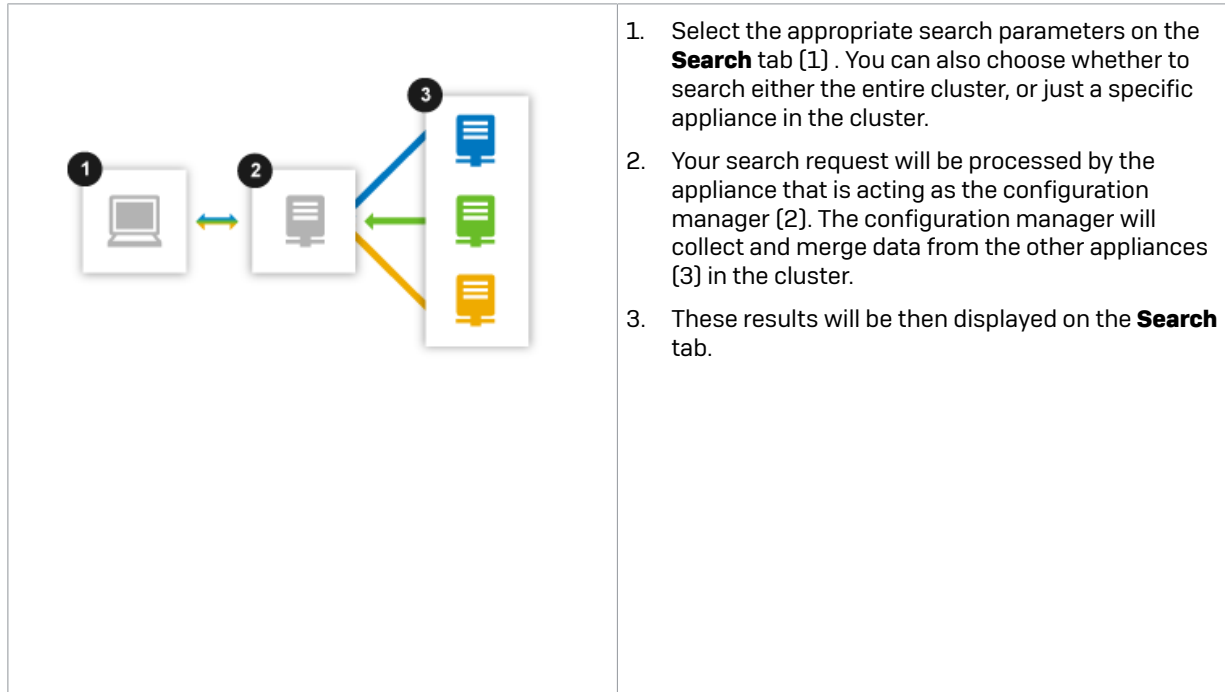 1
2
3
1. Select the appropriate search parameters on the
Search tab (1) . You can also choose whether to
search either the entire cluster, or just a specific
appliance in the cluster.
2. Your search request will be processed by the
appliance that is acting as the configuration
manager (2). The configuration manager will
collect and merge data from the other appliances
(3) in the cluster.
3. These results will be then displayed on the Search
tab.